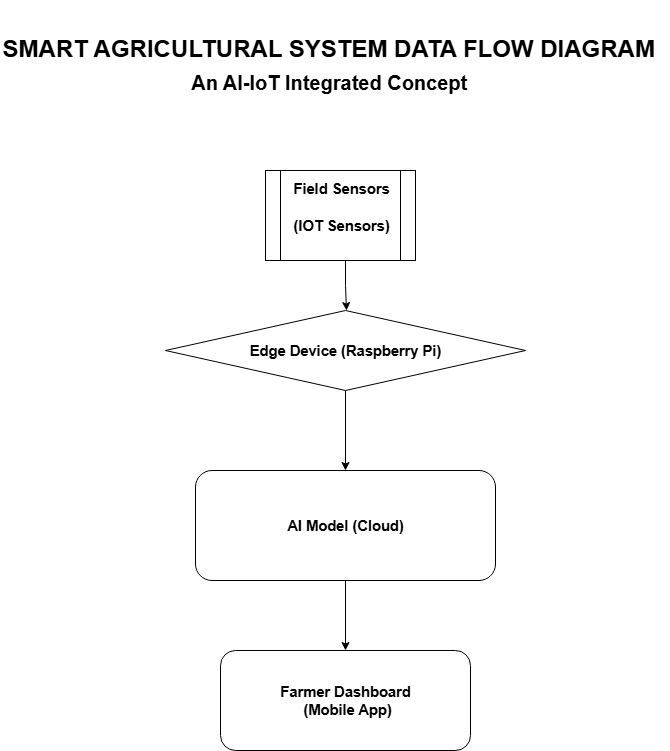 SMART AGRICULTURAL SYSTEM DATA FLOW DIAGRAM
An AI-IoT Integrated Concept
Field Sensors
(IOT Sensors)
Edge Device (Raspberry Pi)
AI Model (Cloud)
Farmer Dashboard
(Mobile App)